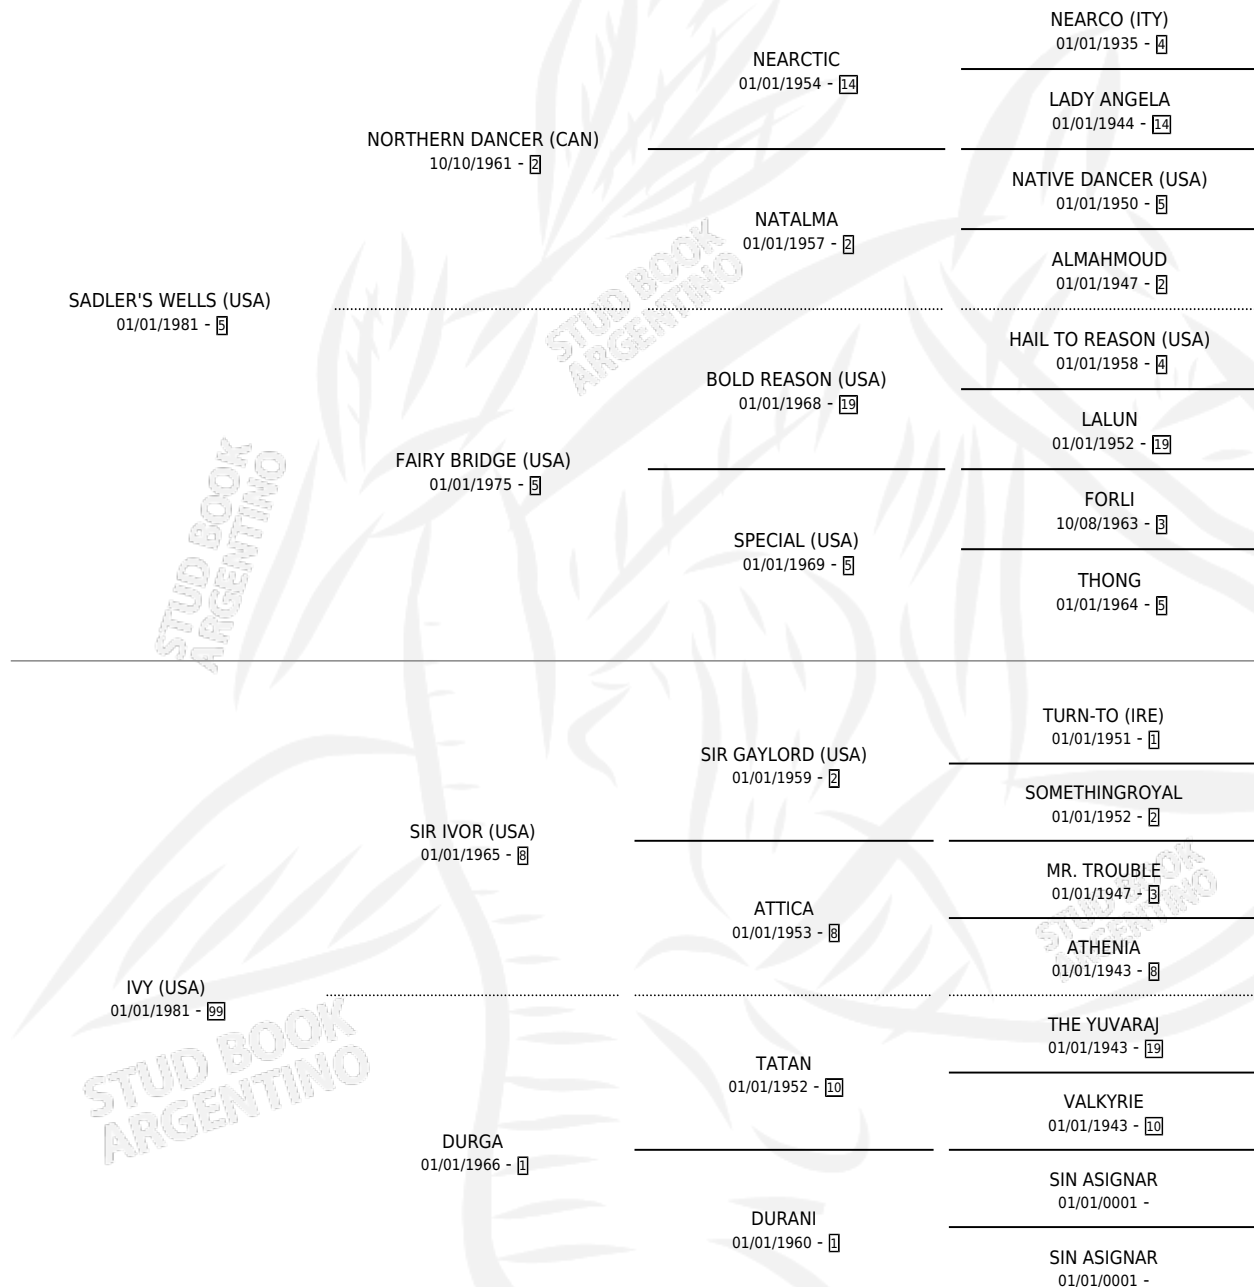 NEARCO (ITY)
01/01/1935 - 4
NEARCTIC
01/01/1954 - 14
LADY ANGELA
01/01/1944 - 14
NORTHERN DANCER (CAN)
10/10/1961 - 2
NATIVE DANCER (USA)
01/01/1950 - 5
NATALMA
01/01/1957 - 2
ALMAHMOUD
01/01/1947 - 2
SADLER'S WELLS (USA)
01/01/1981 - 5
HAIL TO REASON (USA)
01/01/1958 - 4
BOLD REASON (USA)
01/01/1968 - 19
LALUN
01/01/1952 - 19
FAIRY BRIDGE (USA)
01/01/1975 - 5
FORLI
10/08/1963 - 3
SPECIAL (USA)
01/01/1969 - 5
THONG
01/01/1964 - 5
TURN-TO (IRE)
01/01/1951 - 1
SIR GAYLORD (USA)
01/01/1959 - 2
SOMETHINGROYAL
01/01/1952 - 2
SIR IVOR (USA)
01/01/1965 - 8
MR. TROUBLE
01/01/1947 - 3
ATTICA
01/01/1953 - 8
ATHENIA
01/01/1943 - 8
IVY (USA)
01/01/1981 - 99
THE YUVARAJ
01/01/1943 - 19
TATAN
01/01/1952 - 10
VALKYRIE
01/01/1943 - 10
DURGA
01/01/1966 - 1
SIN ASIGNAR
01/01/0001 -
DURANI
01/01/1960 - 1
SIN ASIGNAR
01/01/0001 -
STUD BOOK
ARGENTINO
STUD BOOK
ARGENTINO
STUD BOOK
ARGENTINO
STUD BOOK
ARGENTINO